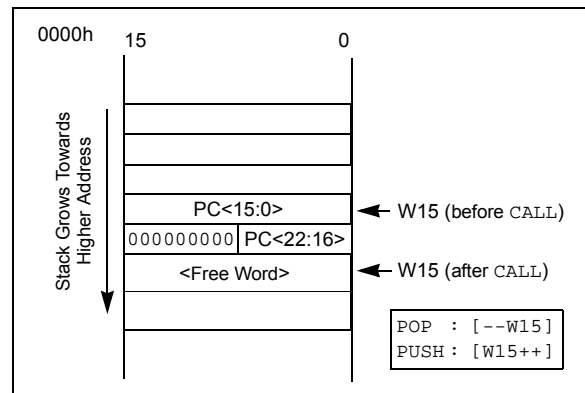 0000h
15 0
Stack Grows Towards
Higher Address
PC<15:0>
W15 (before CALL)
000000000 PC<22:16>
<Free Word>
W15 (after CALL)
POP : [--W15]
PUSH : [W15++]